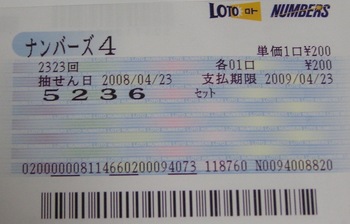 LOTO ロト NUMBERS
ナンバーズ4 単価1口¥200
2323回 各01口 ¥200
抽せん日 2008/04/23 支払期限 2009/04/23
5236 セット
020000008114660200094073 118760 N0094008820